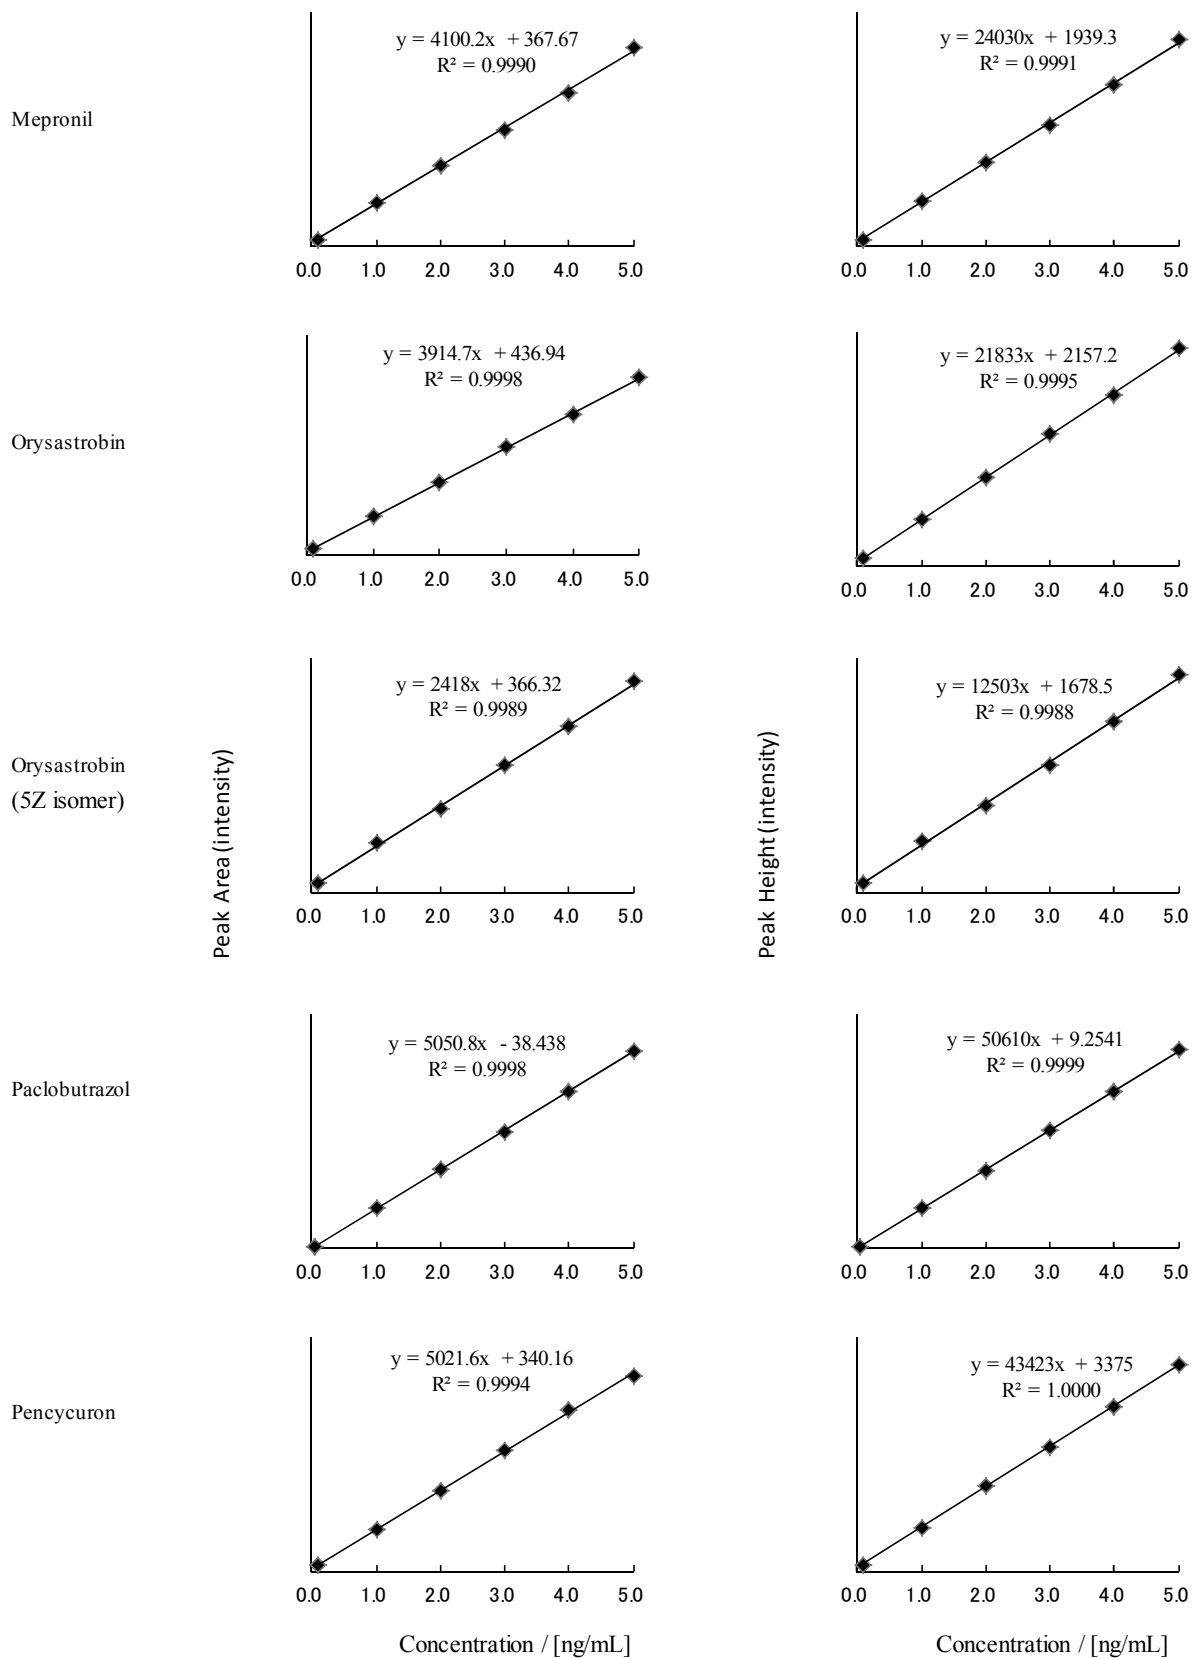 Mepronil
y = 4100.2x + 367.67
R² = 0.9990
0.0 1.0 2.0 3.0 4.0 5.0
y = 24030x + 1939.3
R² = 0.9991
0.0 1.0 2.0 3.0 4.0 5.0
Orysastrobin
y = 3914.7x + 436.94
R² = 0.9998
0.0 1.0 2.0 3.0 4.0 5.0
y = 21833x + 2157.2
R² = 0.9995
0.0 1.0 2.0 3.0 4.0 5.0
Orysastrobin
(5Z isomer)
Peak Area (intensity)
y = 2418x + 366.32
R² = 0.9989
0.0 1.0 2.0 3.0 4.0 5.0
Peak Height (intensity)
y = 12503x + 1678.5
R² = 0.9988
0.0 1.0 2.0 3.0 4.0 5.0
Paclobutrazol
y = 5050.8x - 38.438
R² = 0.9998
0.0 1.0 2.0 3.0 4.0 5.0
y = 50610x + 9.2541
R² = 0.9999
0.0 1.0 2.0 3.0 4.0 5.0
Pencycuron
y = 5021.6x + 340.16
R² = 0.9994
0.0 1.0 2.0 3.0 4.0 5.0
y = 43423x + 3375
R² = 1.0000
0.0 1.0 2.0 3.0 4.0 5.0
Concentration / [ng/mL]
Concentration / [ng/mL]